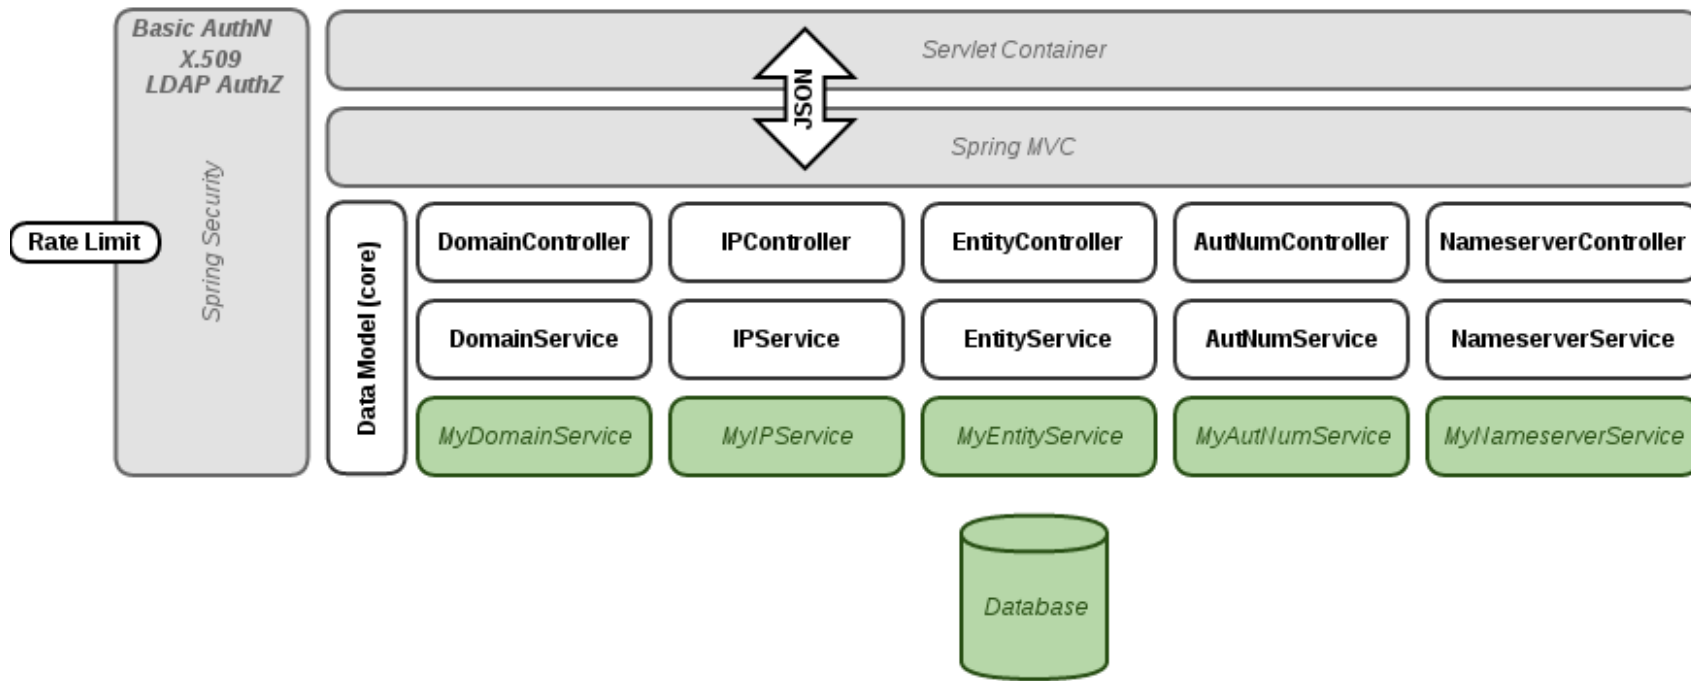 Basic AuthN
X.509
LDAP AuthZ
Spring Security
Rate Limit
Servlet Container
JSON
Spring MVC
Data Model (core)
DomainController
IPController
EntityController
AutNumController
NameserverController
DomainService
IPService
EntityService
AutNumService
NameserverService
MyDomainService
MyIPService
MyEntityService
MyAutNumService
MyNameserverService
Database